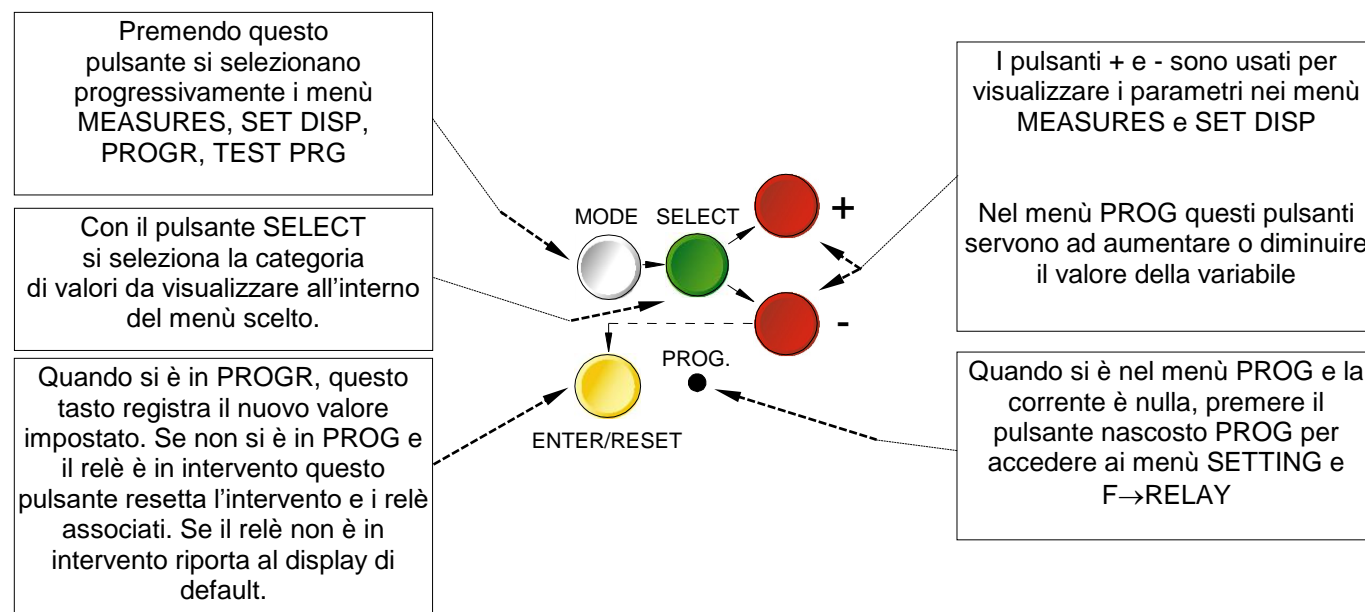 Premendo questo
pulsante si selezionano
progressivamente i menù
MEASURES, SET DISP,
PROGR, TEST PRG
Con il pulsante SELECT
si seleziona la categoria
di valori da visualizzare all’interno
del menù scelto.
Quando si è in PROGR, questo
tasto registra il nuovo valore
impostato. Se non si è in PROG e
il relè è in intervento questo
pulsante resetta l’intervento e i relè
associati. Se il relè non è in
intervento riporta al display di
default.
MODE SELECT
+
-
PROG.
ENTER/RESET
I pulsanti + e - sono usati per
visualizzare i parametri nei menù
MEASURES e SET DISP
Nel menù PROG questi pulsanti
servono ad aumentare o diminuire
il valore della variabile
Quando si è nel menù PROG e la
corrente è nulla, premere il
pulsante nascosto PROG per
accedere ai menù SETTING e
F→RELAY